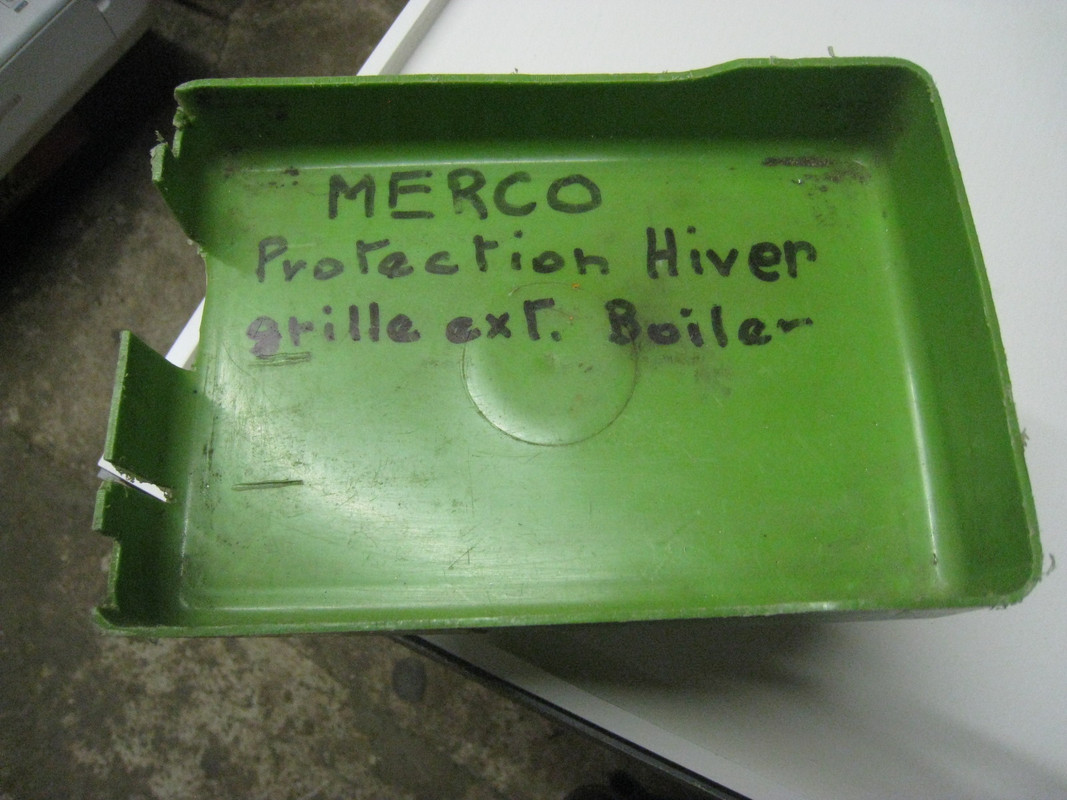 MERCO
Protection Hiver
grille ext. Boiler